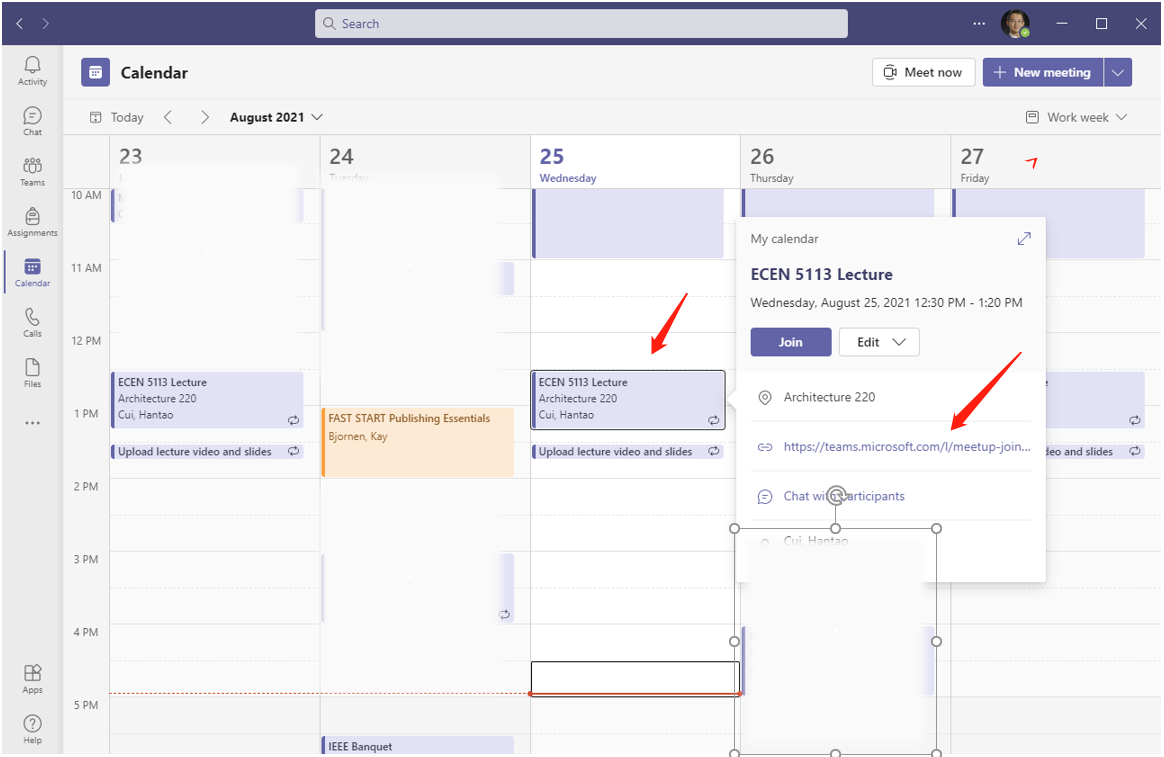 Search
Activity
Chat
Teams
Assignments
Calendar
Calls
Files
Apps
Help
Calendar
Meet now
New meeting
Today
August 2021
Work week
23
24
Tuesday
25
Wednesday
26
Thursday
27
Friday
10 AM
11 AM
12 PM
1 PM
2 PM
3 PM
4 PM
5 PM
ECEN 5113 Lecture
Architecture 220
Cui, Hantao
Upload lecture video and slides
FAST START Publishing Essentials
Bjornen, Kay
IEEE Banquet
ECEN 5113 Lecture
Architecture 220
Cui, Hantao
Upload lecture video and slides
My calendar
ECEN 5113 Lecture
Wednesday, August 25, 2021 12:30 PM - 1:20 PM
Join
Edit
Architecture 220
https://teams.microsoft.com/l/meetup-join...
Chat with participants
Cui, Hantao
and slides